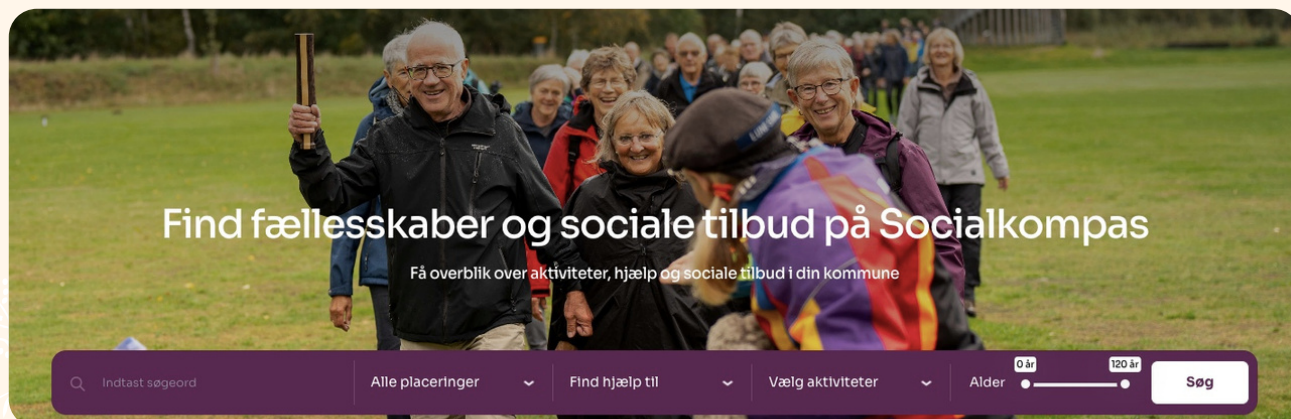 Find fællesskaber og sociale tilbud på Socialkompas
Få overblik over aktiviteter, hjælp og sociale tilbud i din kommune
0 år 120 år
Indtast søgeord Alle placeringer Find hjælp til Vælg aktiviteter Alder Søg